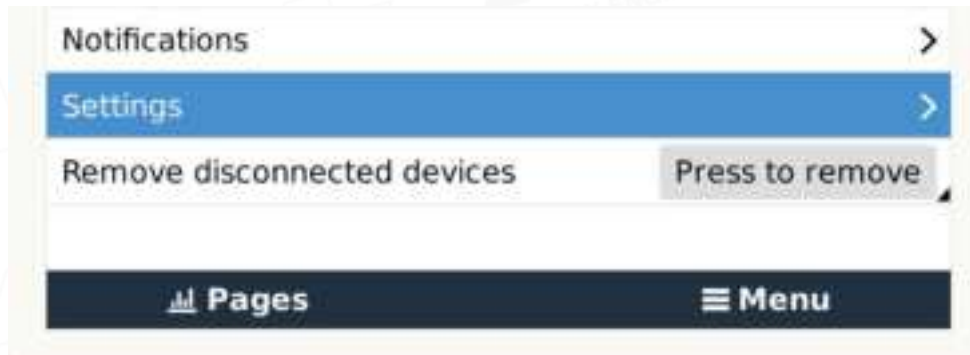 Notifications
Settings
Remove disconnected devices Press to remove
Pages Menu